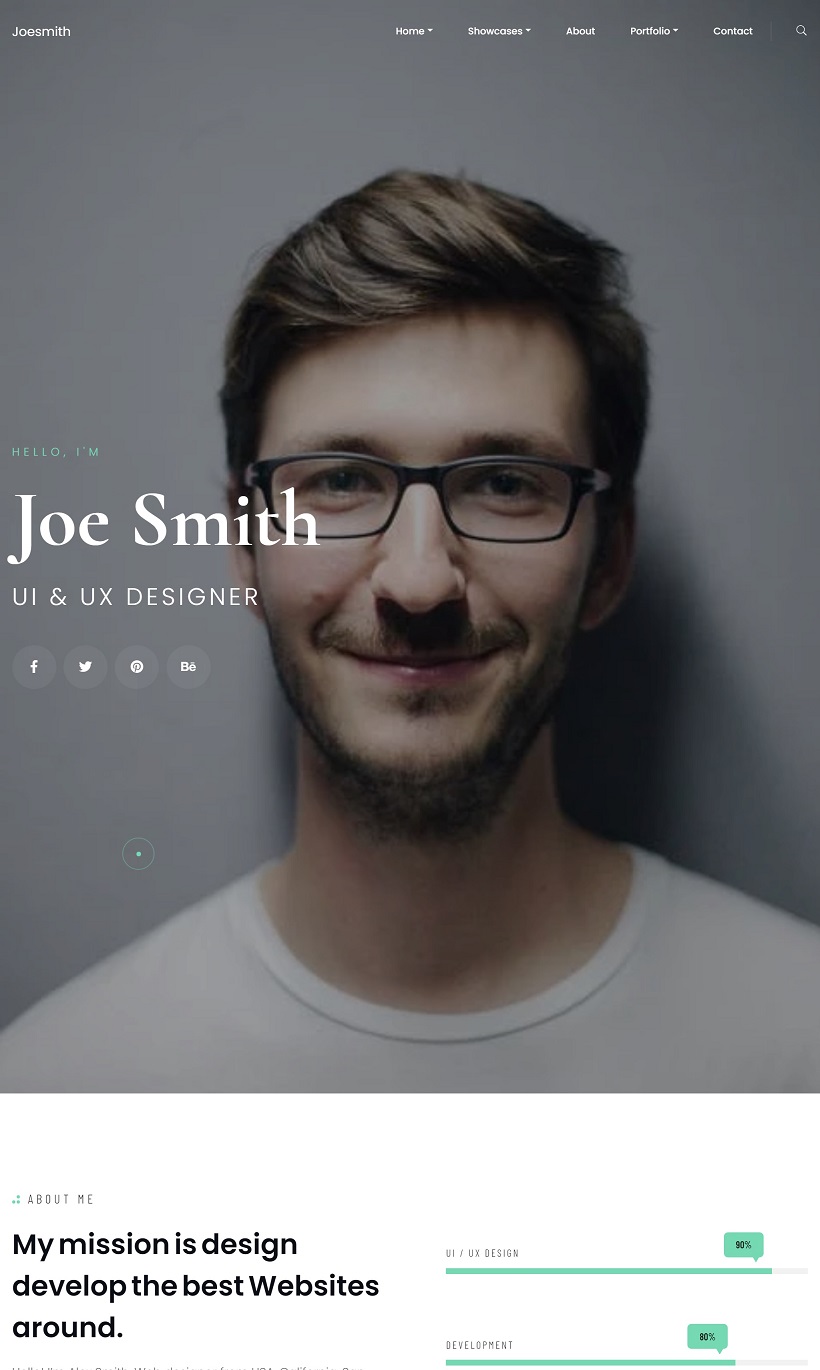 Joesmith
Home Showcases About Portfolio Contact
HELLO, I'M
Joe Smith
UI & UX DESIGNER
Bē
ABOUT ME
My mission is design
develop the best Websites
around.
UI / UX DESIGN
90%
DEVELOPMENT
80%